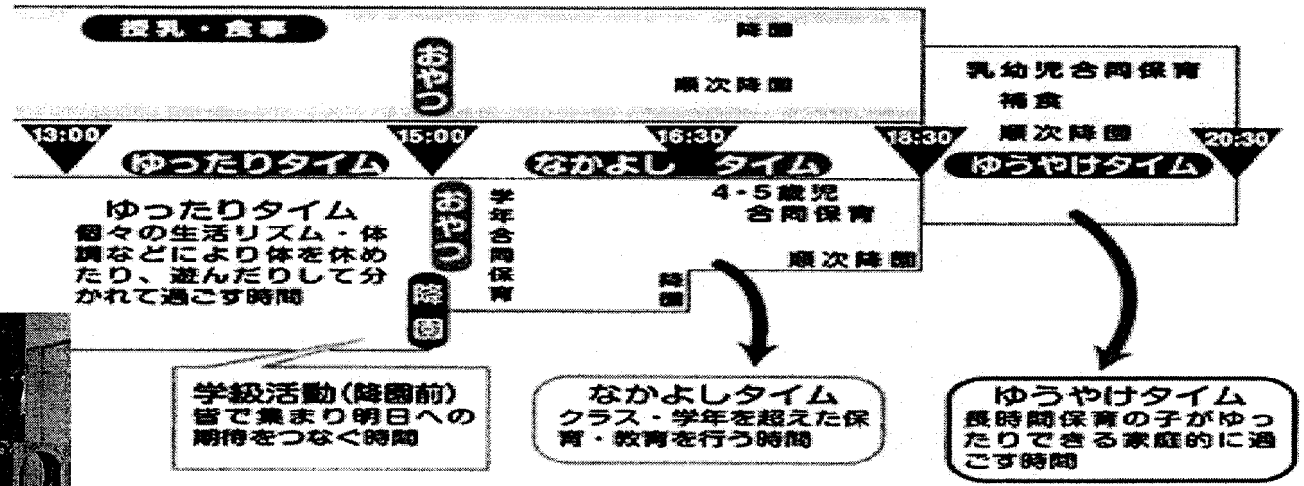 授乳・食事
おやつ
降園
順次降園
乳幼児合同保育
補食
順次降園
13:00
15:00
16:30
18:30
20:30
ゆったりタイム
なかよし タイム
ゆうやけタイム
ゆったりタイム
個々の生活リズム・体
調などにより体を休め
たり、遊んだりして分
かれて過ごす時間
おやつ
降園
学年合同保育
降園
4・5歳児
合同保育
順次降園
学級活動(降園前)
皆で集まり明日への
期待をつなぐ時間
なかよしタイム
クラス・学年を超えた保
育・教育を行う時間
ゆうやけタイム
長時間保育の子がゆっ
たりできる家庭的に過
ごす時間